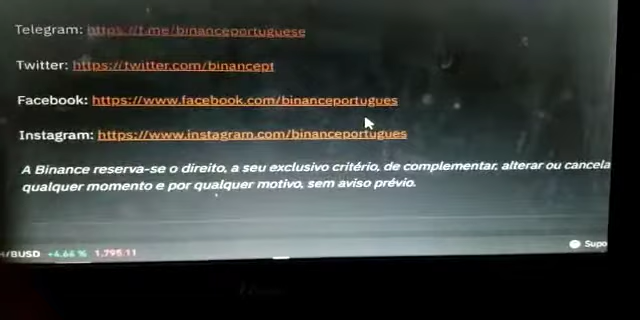 Telegram: https://t.me/binanceportuguese
Twitter: https://twitter.com/binancept
Facebook: https://www.facebook.com/binanceportugues
Instagram: https://www.instagram.com/binanceportugues
A Binance reserva-se o direito, a seu exclusivo critério, de complementar, alterar ou cancela
qualquer momento e por qualquer motivo, sem aviso prévio.
/BUSD +4.66% 1,795.11
Supo